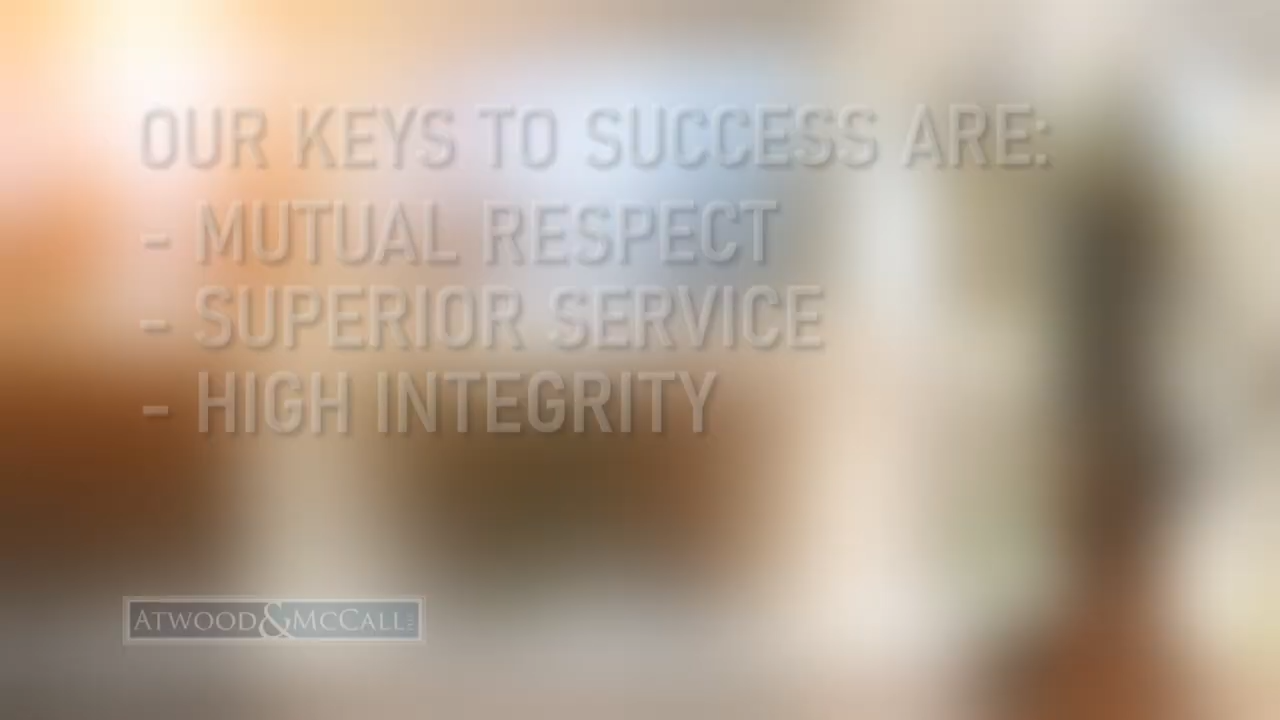 OUR KEYS TO SUCCESS ARE:
- MUTUAL RESPECT
- SUPERIOR SERVICE
- HIGH INTEGRITY
ATWOOD&MCCALL